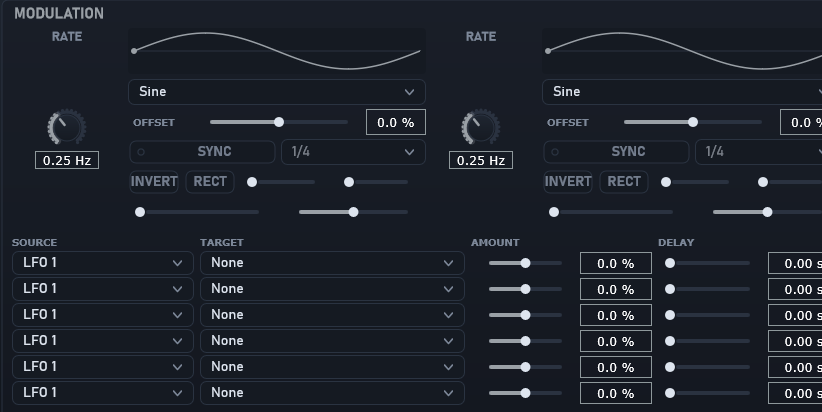 MODULATION
RATE RATE
Sine Sine
OFFSET 0.0 % OFFSET 0.0 %
SYNC 1/4 SYNC 1/4
0.25 Hz 0.25 Hz
INVERT RECT INVERT RECT
SOURCE TARGET AMOUNT DELAY
LFO 1 None 0.0 % 0.00 s
LFO 1 None 0.0 % 0.00 s
LFO 1 None 0.0 % 0.00 s
LFO 1 None 0.0 % 0.00 s
LFO 1 None 0.0 % 0.00 s
LFO 1 None 0.0 % 0.00 s